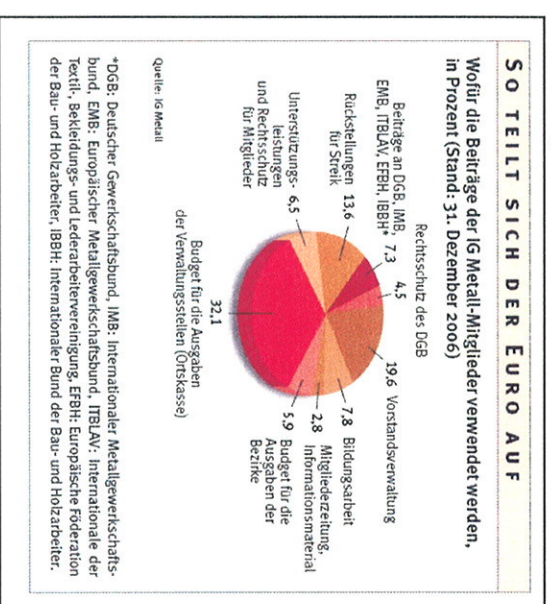 SO TEILT SICH DER EURO AUF
Wofür die Beiträge der IG Metall-Mitglieder verwendet werden,
in Prozent (Stand: 31. Dezember 2006)
Rechtsschutz des DGB
4,5
Beiträge an DGB, IMB,
EMB, ITBLAV, EFBH, IBBH* 7,3
Rückstellungen 13,6
für Streik
Unterstützungs- 6,5
leistungen
und Rechtsschutz
für Mitglieder
19,6 Vorstandsverwaltung
7,8 Bildungsarbeit
2,8 Mitgliederzeitung,
Informationsmaterial
5,9 Budget für die
Ausgaben der
Bezirke
32,1
Budget für die Ausgaben
der Verwaltungsstellen (Ortskasse)
Quelle: IG Metall
*DGB: Deutscher Gewerkschaftsbund, IMB: Internationaler Metallgewerkschafts-
bund, EMB: Europäischer Metallgewerkschaftsbund, ITBLAV: Internationale der
Textil-, Bekleidungs- und Lederarbeitervereinigung, EFBH: Europäische Föderation
der Bau- und Holzarbeiter, IBBH: Internationaler Bund der Bau- und Holzarbeiter.